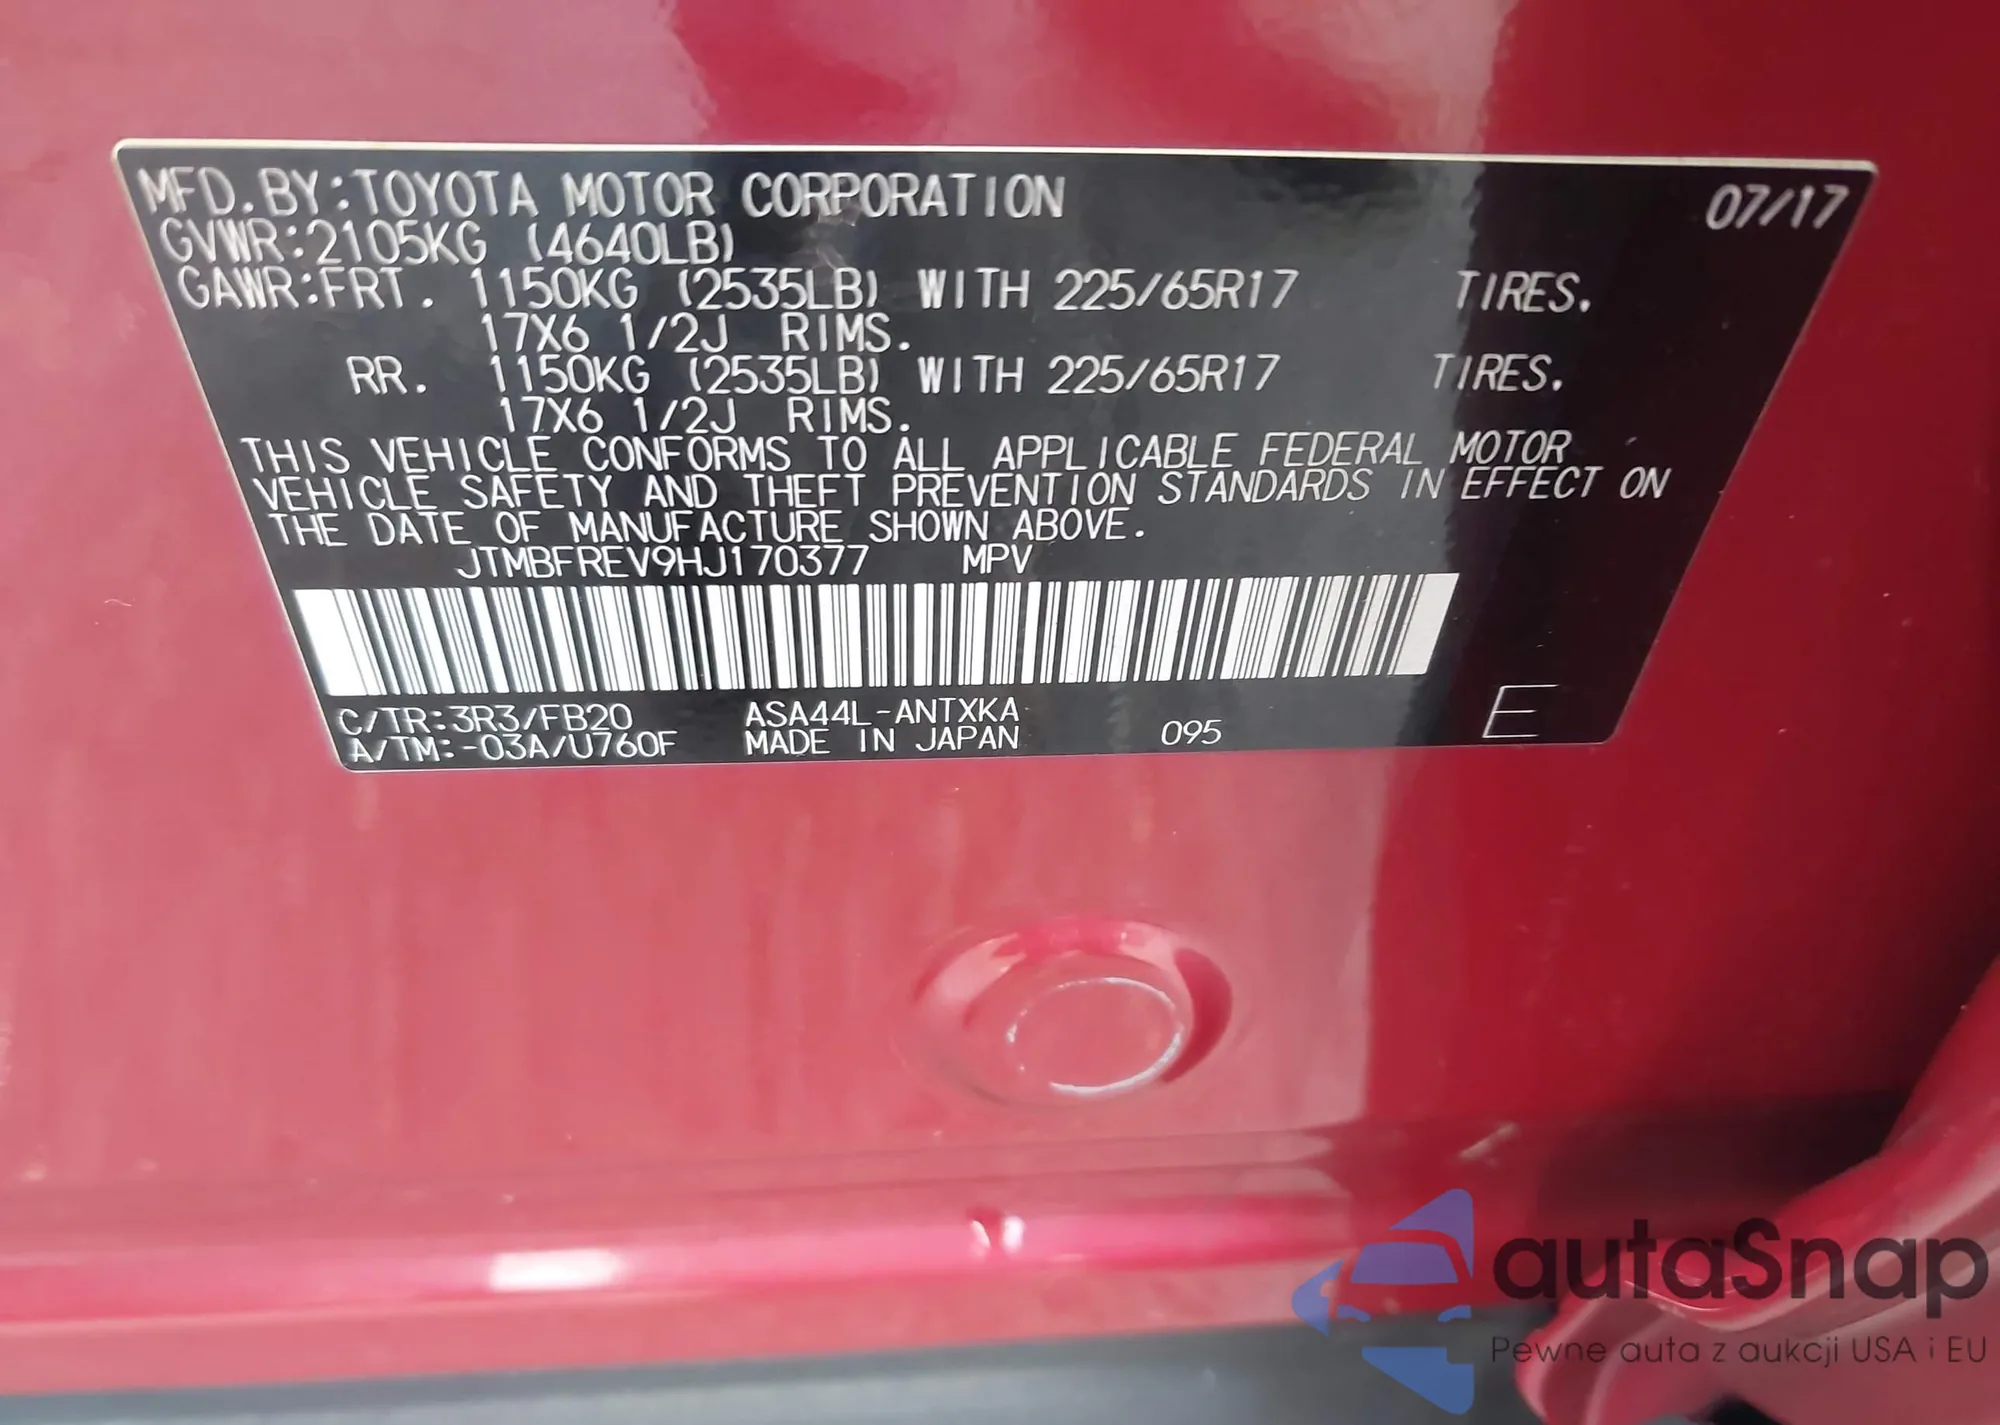 MFD.BY:TOYOTA MOTOR CORPORATION 07/17
GVWR:2105KG (4640LB)
GAWR:FRT. 1150KG (2535LB) WITH 225/65R17 TIRES.
17X6 1/2J RIMS.
RR. 1150KG (2535LB) WITH 225/65R17 TIRES.
17X6 1/2J RIMS.
THIS VEHICLE CONFORMS TO ALL APPLICABLE FEDERAL MOTOR
VEHICLE SAFETY AND THEFT PREVENTION STANDARDS IN EFFECT ON
THE DATE OF MANUFACTURE SHOWN ABOVE.
JTMBFREV9HJ170377 MPV
C/TR:3R3/FB20 ASA44L-ANTXKA
A/TM:-03A/U760F MADE IN JAPAN 095 E
autaSnap
Pewne auta z aukcji USA i EU